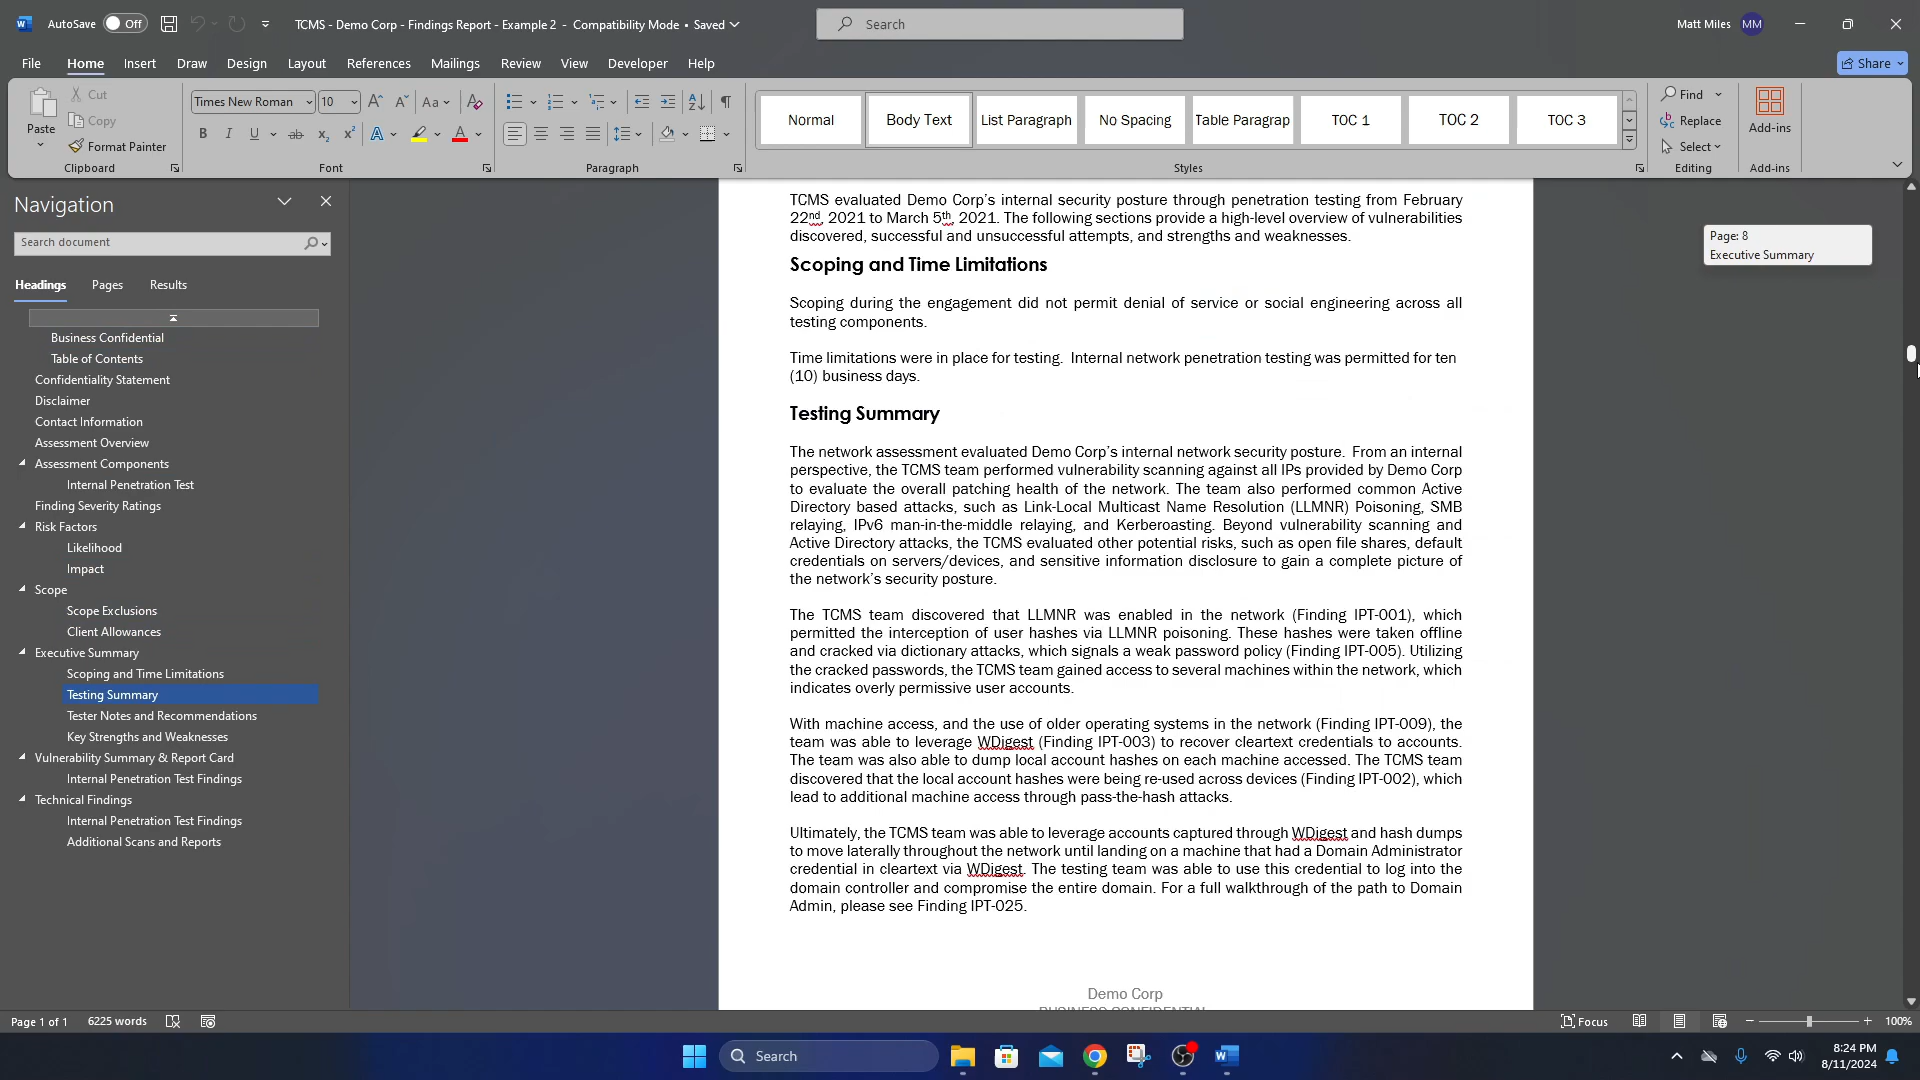 AutoSave Off TCMS - Demo Corp - Findings Report - Example 2 - Compatibility Mode • Saved Search Matt Miles MM
File Home Insert Draw Design Layout References Mailings Review View Developer Help Share
Paste Cut Copy Format Painter Clipboard
Times New Roman 10 Font
Paragraph
Normal Body Text List Paragraph No Spacing Table Paragrap TOC 1 TOC 2 TOC 3
Styles
Find Replace Select Editing
Add-ins Add-ins
Navigation
Search document
Headings Pages Results
Business Confidential
Table of Contents
Confidentiality Statement
Disclaimer
Contact Information
Assessment Overview
Assessment Components
Internal Penetration Test
Finding Severity Ratings
Risk Factors
Likelihood
Impact
Scope
Scope Exclusions
Client Allowances
Executive Summary
Scoping and Time Limitations
Testing Summary
Tester Notes and Recommendations
Key Strengths and Weaknesses
Vulnerability Summary & Report Card
Internal Penetration Test Findings
Technical Findings
Internal Penetration Test Findings
Additional Scans and Reports
TCMS evaluated Demo Corp's internal security posture through penetration testing from February
22nd, 2021 to March 5th, 2021. The following sections provide a high-level overview of vulnerabilities
discovered, successful and unsuccessful attempts, and strengths and weaknesses.
Scoping and Time Limitations
Scoping during the engagement did not permit denial of service or social engineering across all
testing components.
Time limitations were in place for testing. Internal network penetration testing was permitted for ten
(10) business days.
Testing Summary
The network assessment evaluated Demo Corp's internal network security posture. From an internal
perspective, the TCMS team performed vulnerability scanning against all IPs provided by Demo Corp
to evaluate the overall patching health of the network. The team also performed common Active
Directory based attacks, such as Link-Local Multicast Name Resolution (LLMNR) Poisoning, SMB
relaying, IPv6 man-in-the-middle relaying, and Kerberoasting. Beyond vulnerability scanning and
Active Directory attacks, the TCMS evaluated other potential risks, such as open file shares, default
credentials on servers/devices, and sensitive information disclosure to gain a complete picture of
the network's security posture.
The TCMS team discovered that LLMNR was enabled in the network (Finding IPT-001), which
permitted the interception of user hashes via LLMNR poisoning. These hashes were taken offline
and cracked via dictionary attacks, which signals a weak password policy (Finding IPT-005). Utilizing
the cracked passwords, the TCMS team gained access to several machines within the network, which
indicates overly permissive user accounts.
With machine access, and the use of older operating systems in the network (Finding IPT-009), the
team was able to leverage WDigest (Finding IPT-003) to recover cleartext credentials to accounts.
The team was also able to dump local account hashes on each machine accessed. The TCMS team
discovered that the local account hashes were being re-used across devices (Finding IPT-002), which
lead to additional machine access through pass-the-hash attacks.
Ultimately, the TCMS team was able to leverage accounts captured through WDigest and hash dumps
to move laterally throughout the network until landing on a machine that had a Domain Administrator
credential in cleartext via WDigest. The testing team was able to use this credential to log into the
domain controller and compromise the entire domain. For a full walkthrough of the path to Domain
Admin, please see Finding IPT-025.
Demo Corp
BUSINESS CONFIDENTIAL
Page: 8
Executive Summary
Page 1 of 1 6225 words Focus 100%
Search
8:24 PM
8/11/2024